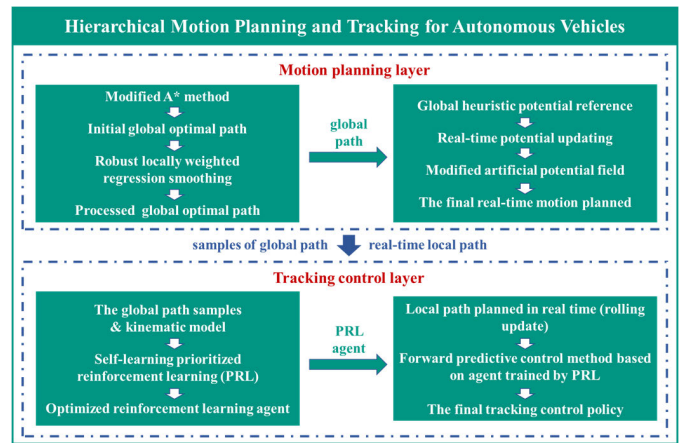 Hierarchical Motion Planning and Tracking for Autonomous Vehicles
Motion planning layer
Modified A* method
Initial global optimal path
Robust locally weighted
regression smoothing
Processed global optimal path
global
path
Global heuristic potential reference
Real-time potential updating
Modified artificial potential field
The final real-time motion planned
samples of global path
real-time local path
Tracking control layer
The global path samples
& kinematic model
Self-learning prioritized
reinforcement learning (PRL)
Optimized reinforcement learning agent
PRL
agent
Local path planned in real time (rolling
update)
Forward predictive control method based
on agent trained by PRL
The final tracking control policy